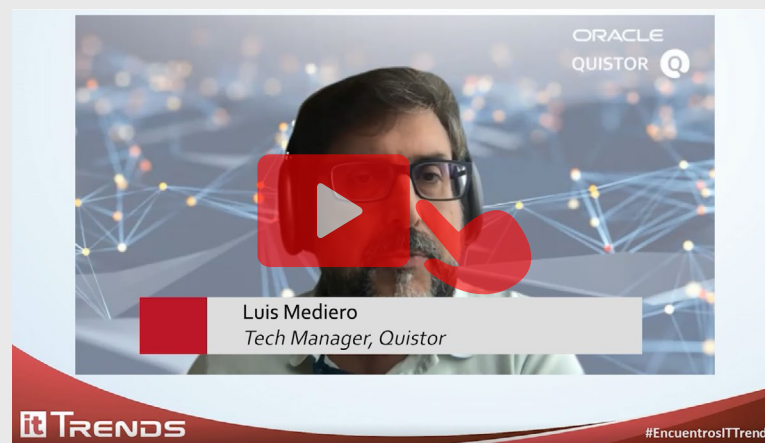 ORACLE
QUISTOR Q
Luis Mediero
Tech Manager, Quistor
it TRENDS
#EncuentrosITTrend